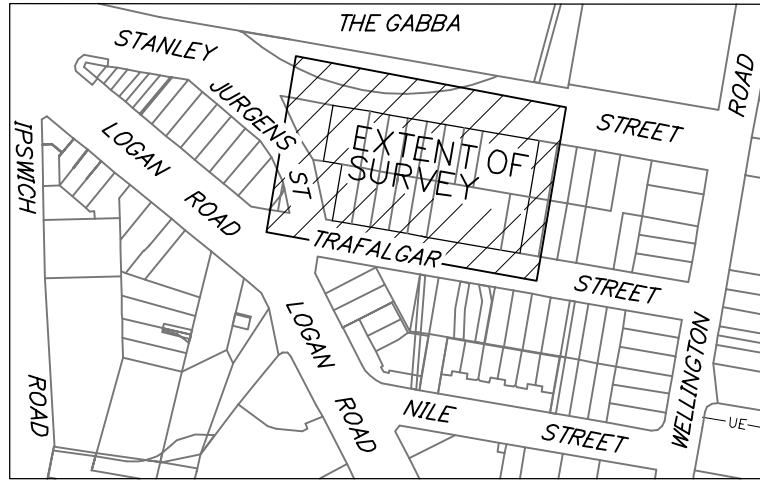 THE GABBA
STANLEY
STREET
ROAD
JURGENS ST
IPSWICH
LOGAN
ROAD
EXTENT OF
SURVEY
TRAFALGAR
STREET
LOGAN
ROAD
WELLINGTON
ROAD
NILE
STREET
UE